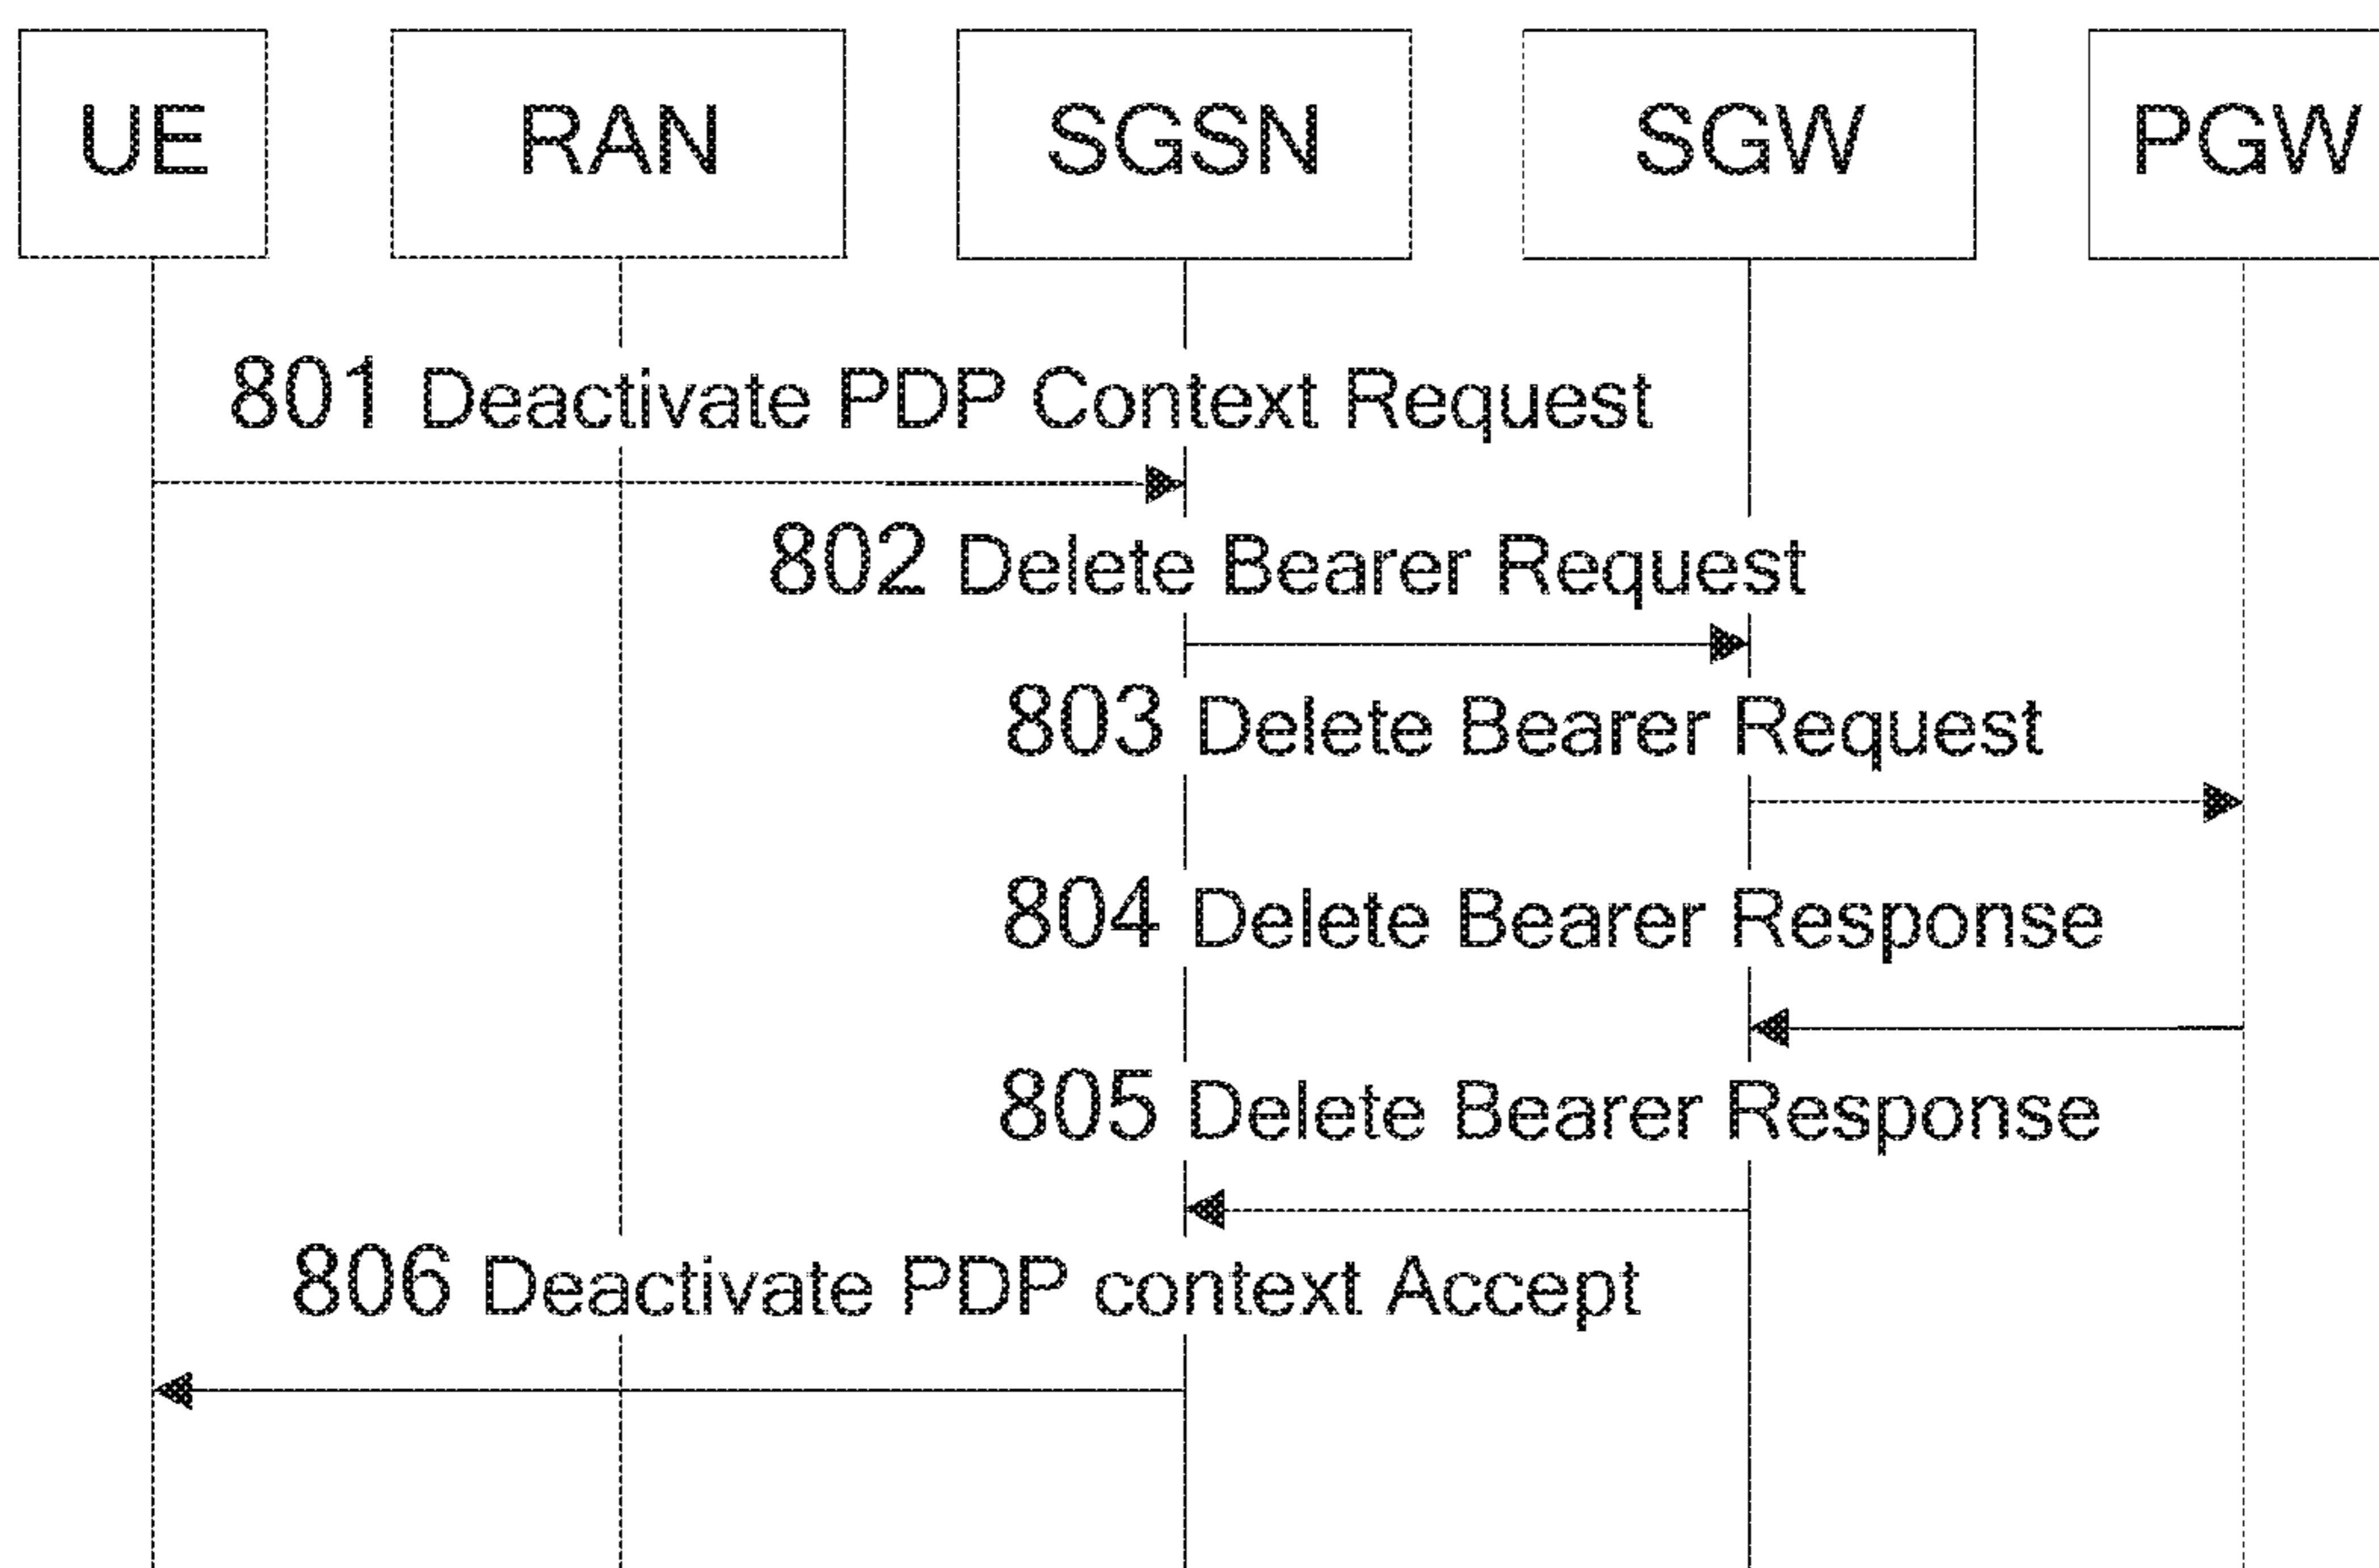 UE RAN SGSN SGW PGW
801 Deactivate PDP Context Request
802 Delete Bearer Request
803 Delete Bearer Request
804 Delete Bearer Response
805 Delete Bearer Response
806 Deactivate PDP context Accept